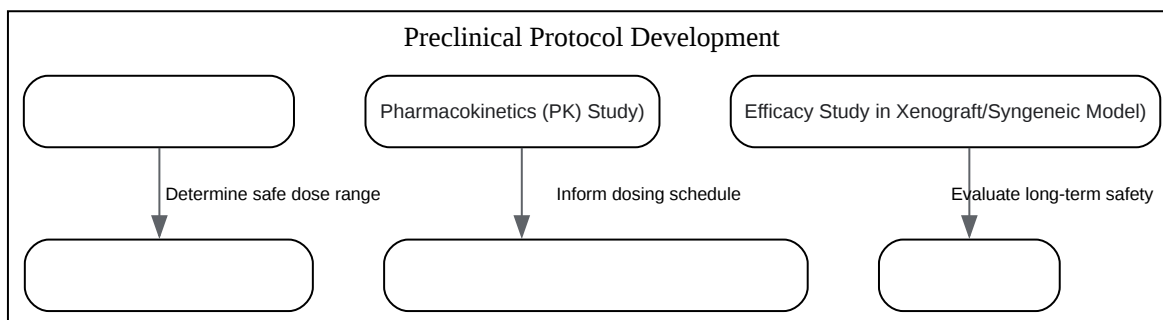 Preclinical Protocol Development
Pharmacokinetics (PK) Study)
Efficacy Study in Xenograft/Syngeneic Model)
Determine safe dose range
Inform dosing schedule
Evaluate long-term safety